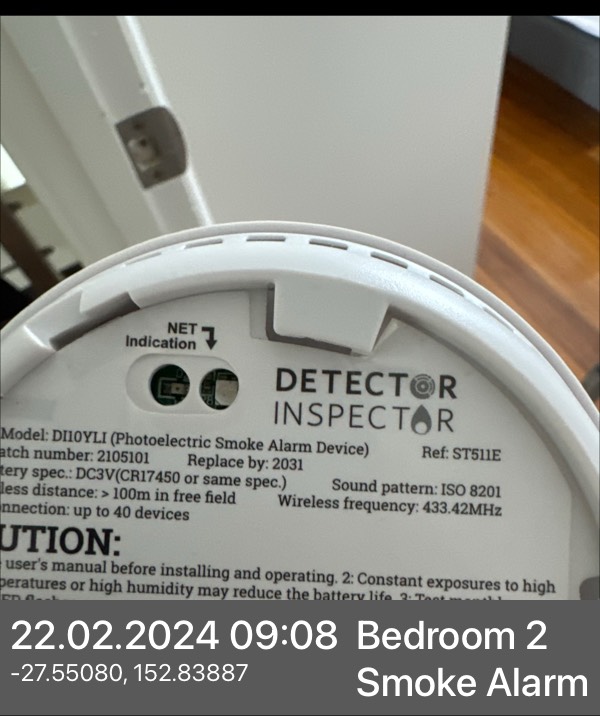 NET
Indication
DETECTOR
INSPECTOR
Model: DI10YLI (Photoelectric Smoke Alarm Device) Ref: ST511E
atch number: 2105101 Replace by: 2031
tery spec.: DC3V(CR17450 or same spec.) Sound pattern: ISO 8201
less distance: > 100m in free field Wireless frequency: 433.42MHz
nnection: up to 40 devices
UTION:
user's manual before installing and operating. 2: Constant exposures to high
peratures or high humidity may reduce the battery life. 3: Test
22.02.2024 09:08
-27.55080, 152.83887
Bedroom 2
Smoke Alarm